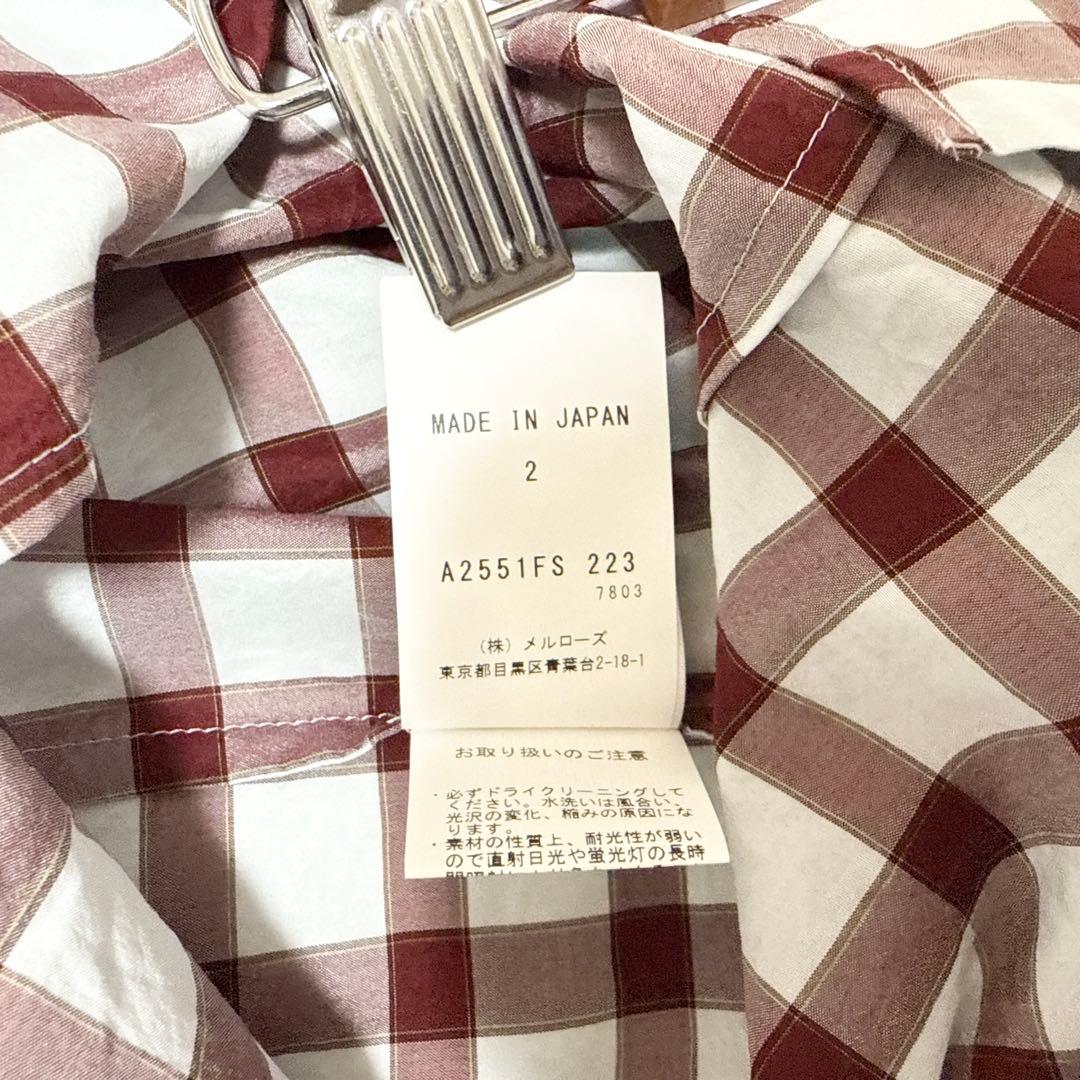 MADE IN JAPAN
2
A2551FS 223
7803
(株) メルローズ
東京都目黒区青葉台2-18-1
お取り扱いのご注意
・必ずドライクリーニングして
ください。水洗いは風合い、
光沢の変化、縮みの原因にな
ります。
・素材の性質上、耐光性が弱い
ので直射日光や蛍光灯の長時